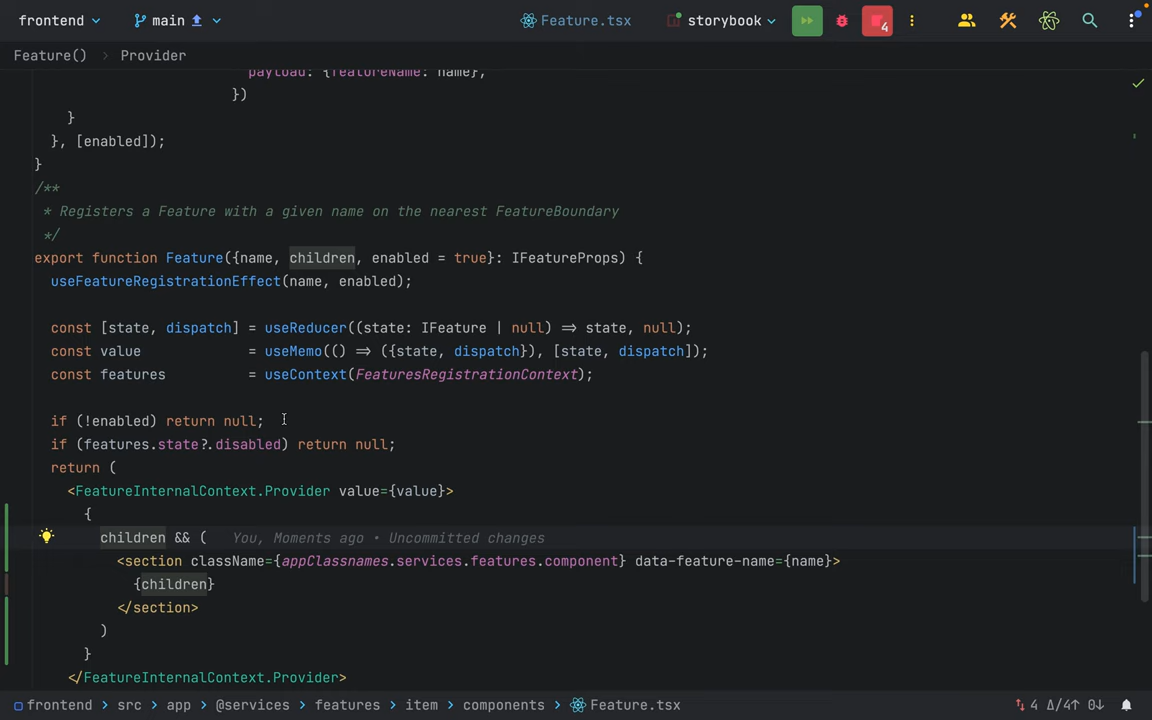 frontend main Feature.tsx storybook 4
Feature() > Provider
payload: {featureName: name},
})
}
}, [enabled]);
}
/**
* Registers a Feature with a given name on the nearest FeatureBoundary
*/
export function Feature({name, children, enabled = true}: IFeatureProps) {
useFeatureRegistrationEffect(name, enabled);
const [state, dispatch] = useReducer((state: IFeature | null) => state, null);
const value = useMemo(() => ({state, dispatch}), [state, dispatch]);
const features = useContext(FeaturesRegistrationContext);
if (!enabled) return null;
if (features.state?.disabled) return null;
return (
<FeatureInternalContext.Provider value={value}>
{
children && ( You, Moments ago • Uncommitted changes
<section className={appClassnames.services.features.component} data-feature-name={name}>
{children}
</section>
)
}
</FeatureInternalContext.Provider>
frontend > src > app > @services > features > item > components > Feature.tsx 4 Δ/4↑ 0↓